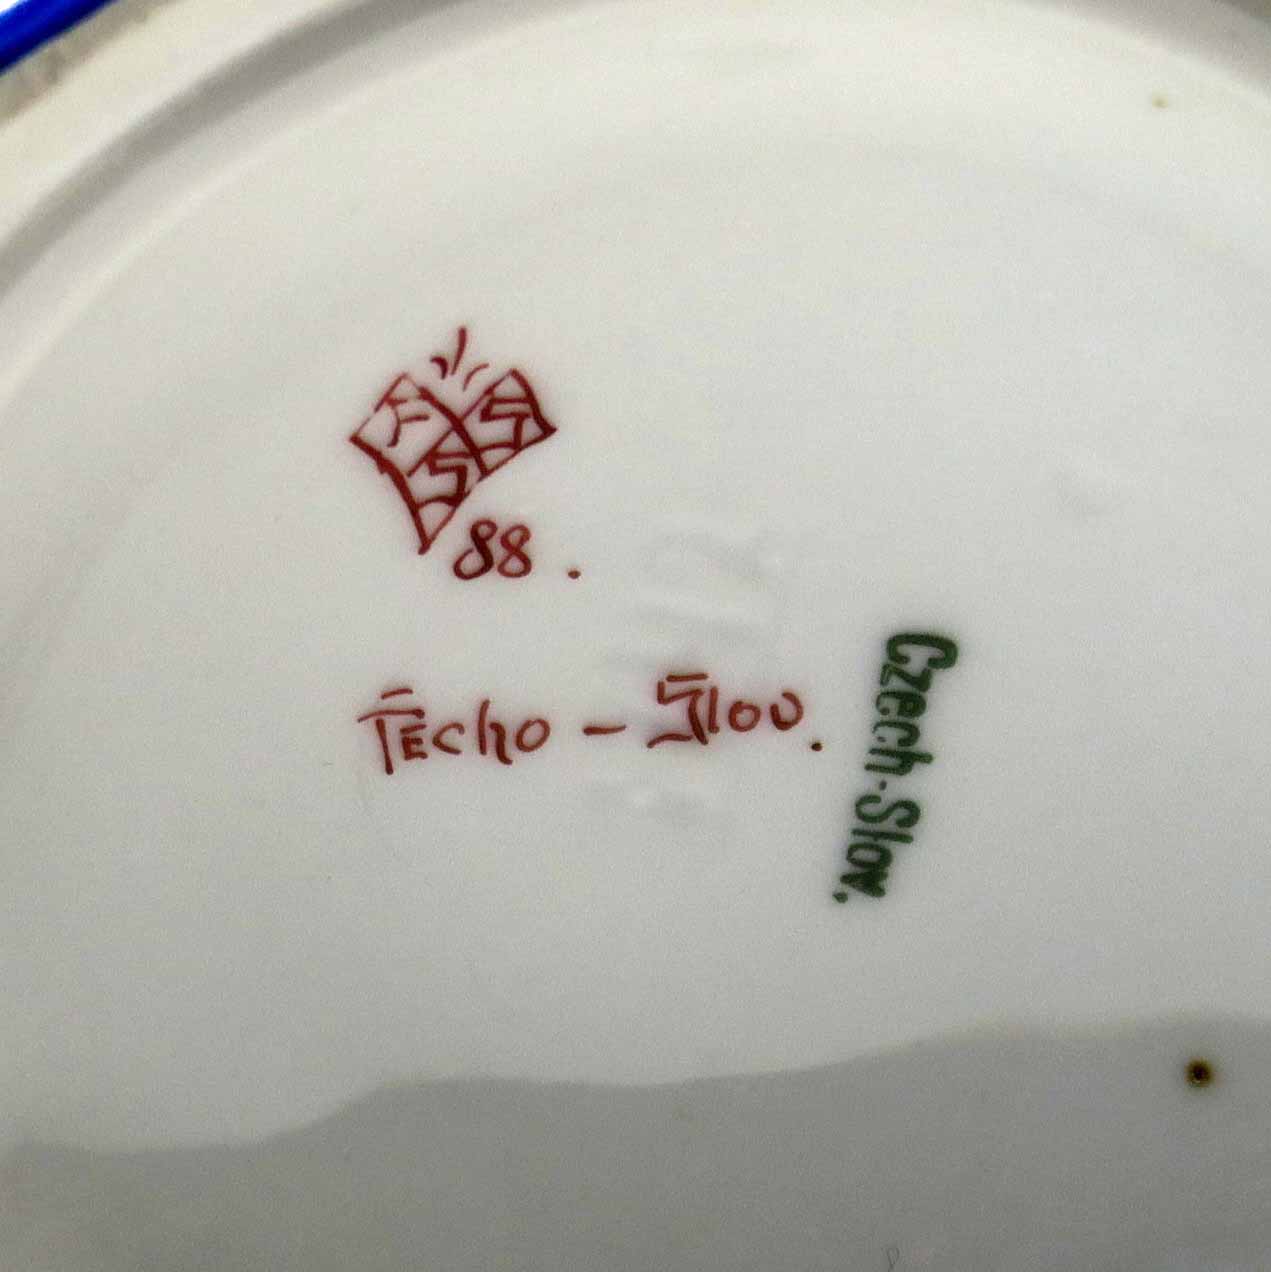 F S S
88.
TEcho - Slov.
Czech-Slov.